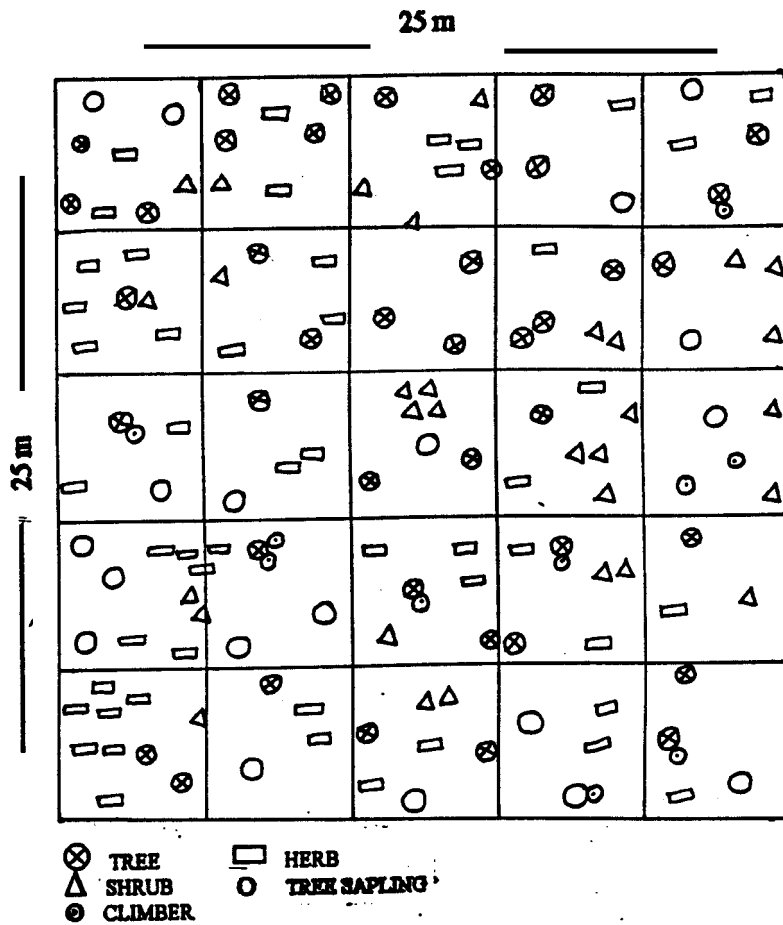 25 m
25 m
TREE
HERB
SHRUB
TREE SAPLING
CLIMBER